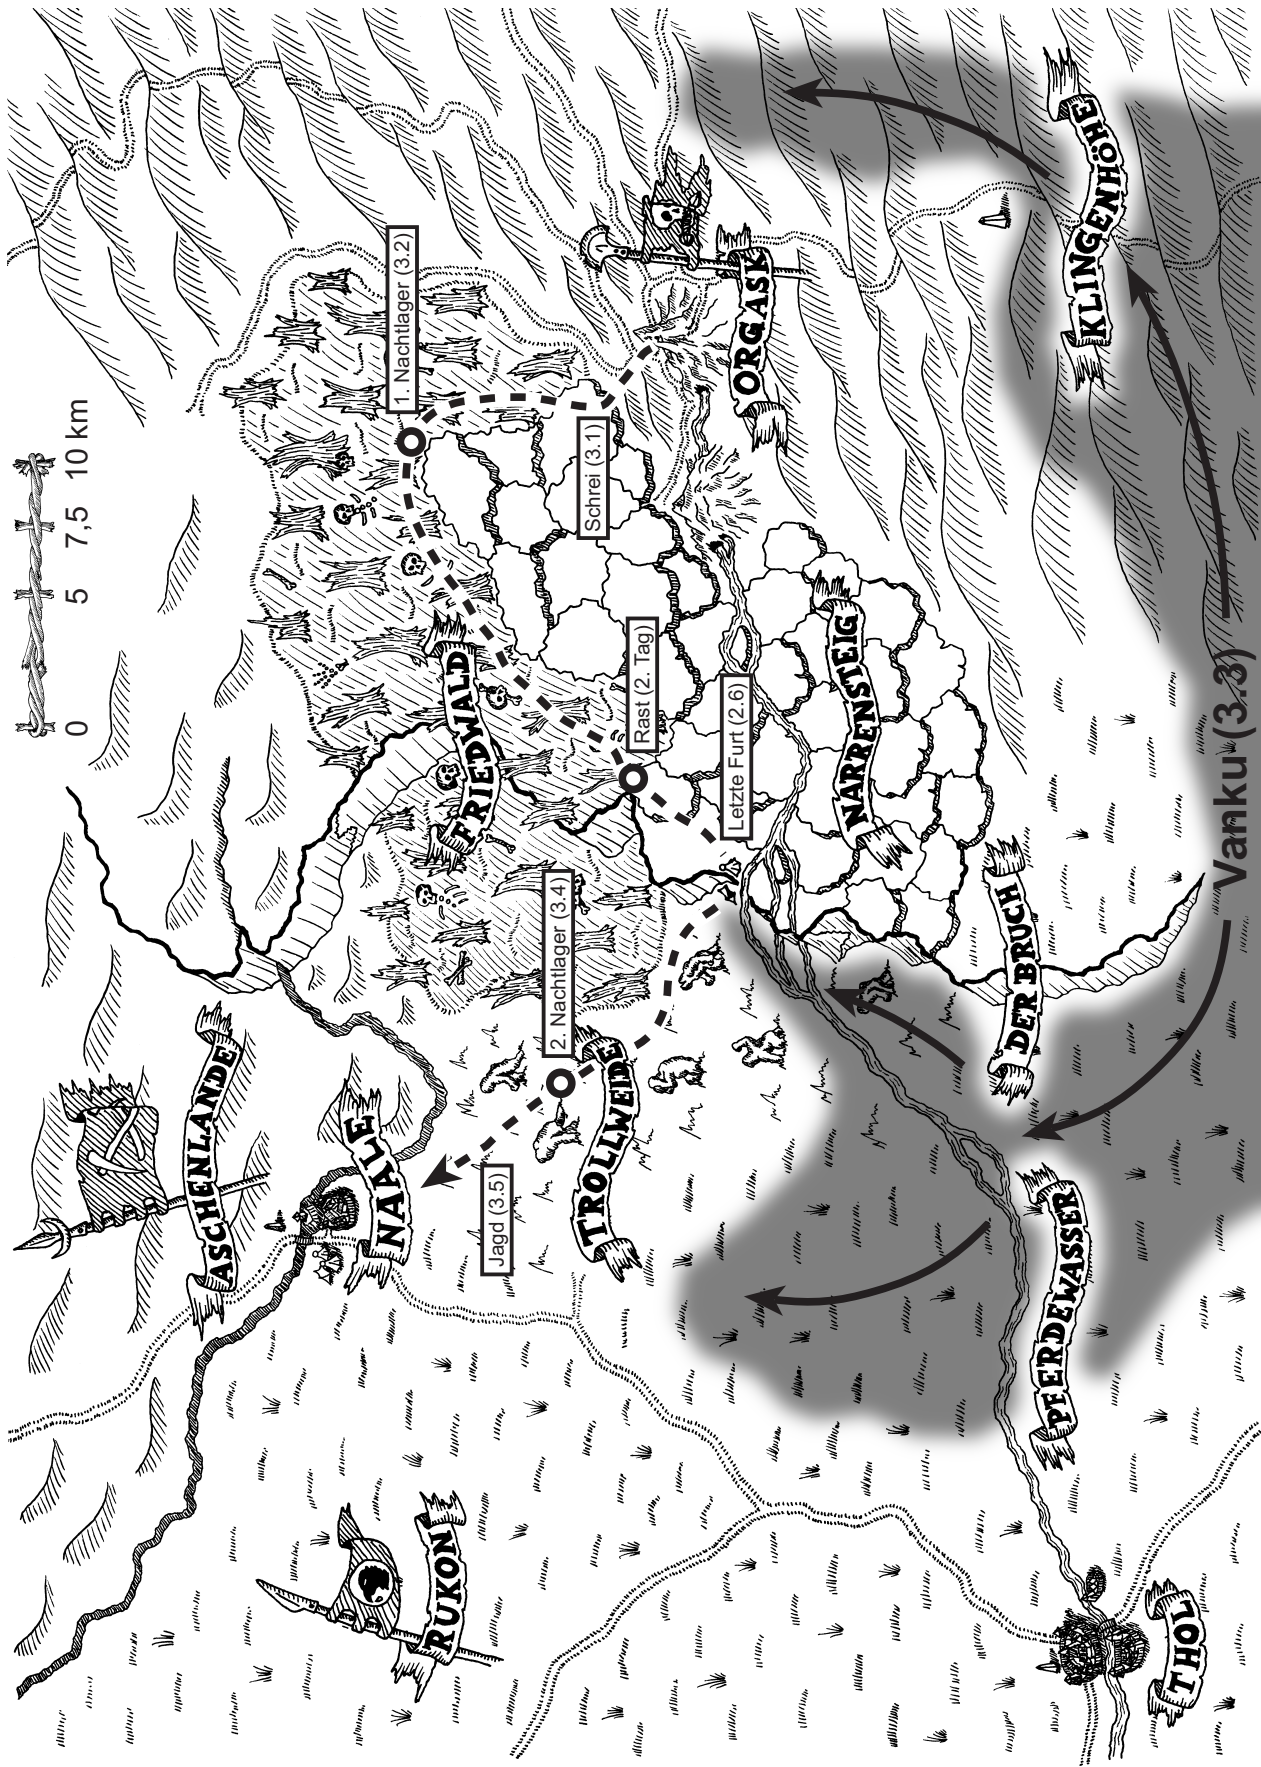 0 5 7,5 10 km
1. Nachtlager (3.2)
Schrei (3.1)
ORGASK
KLINGENHÖHE
FRIEDWALD
Rast (2. Tag)
Letzte Furt (2.6)
NARRENSTEIG
Vanku (3.3)
2. Nachtlager (3.4)
DER BRUCH
ASCHENLANDE
NAALE
TROLLWEIDE
Jagd (3.5)
PFERDEWASSER
RUKON
THOL